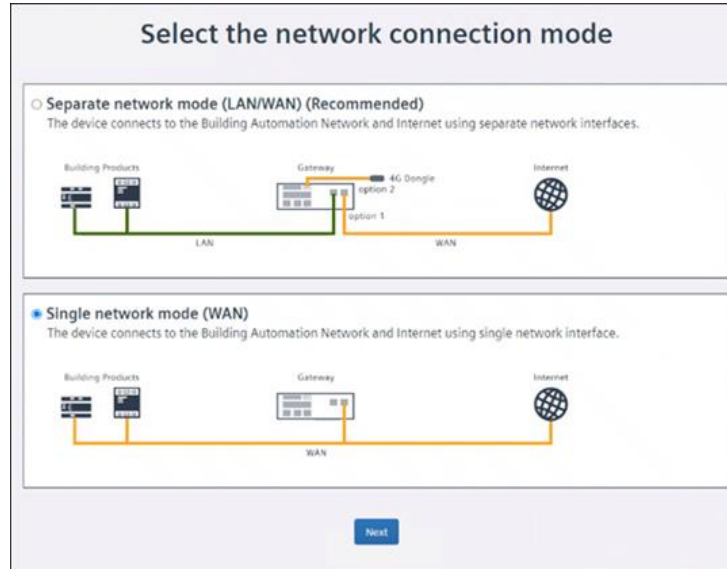 Select the network connection mode
Separate network mode (LAN/WAN) (Recommended)
The device connects to the Building Automation Network and Internet using separate network interfaces.
Building Products
Gateway
Internet
4G Dongle
option 2
option 1
LAN
WAN
Single network mode (WAN)
The device connects to the Building Automation Network and Internet using single network interface.
Building Products
Gateway
Internet
WAN
Next